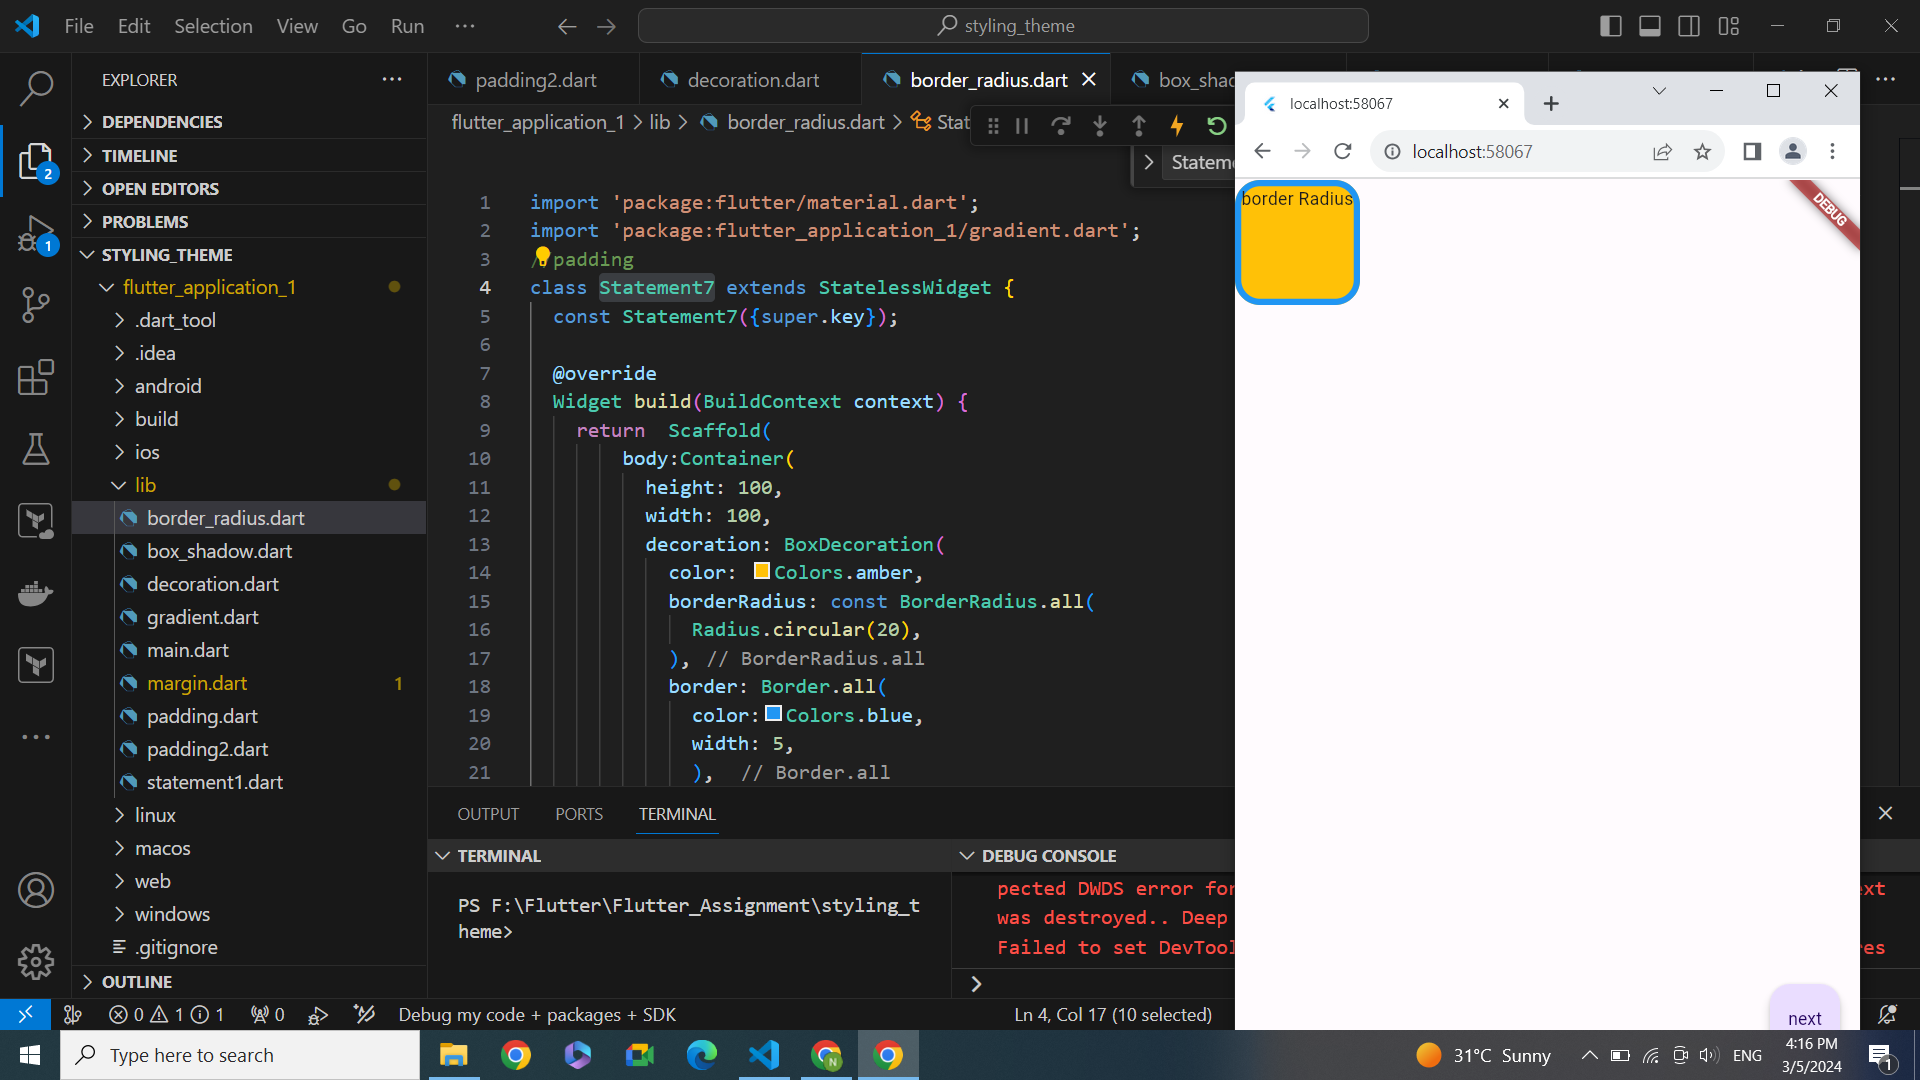 File Edit Selection View Go Run ··· styling_theme
EXPLORER ···
DEPENDENCIES
TIMELINE
OPEN EDITORS
PROBLEMS
STYLING_THEME
flutter_application_1
.dart_tool
.idea
android
build
ios
lib
border_radius.dart
box_shadow.dart
decoration.dart
gradient.dart
main.dart
margin.dart 1
padding.dart
padding2.dart
statement1.dart
linux
macos
web
windows
.gitignore
OUTLINE
2
1
padding2.dart decoration.dart border_radius.dart box_shad
flutter_application_1 > lib > border_radius.dart > Stat
Statem
1 import 'package:flutter/material.dart';
2 import 'package:flutter_application_1/gradient.dart';
3 /padding
4 class Statement7 extends StatelessWidget {
5 const Statement7({super.key});
6
7 @override
8 Widget build(BuildContext context) {
9 return Scaffold(
10 body:Container(
11 height: 100,
12 width: 100,
13 decoration: BoxDecoration(
14 color: Colors.amber,
15 borderRadius: const BorderRadius.all(
16 Radius.circular(20),
17 ), // BorderRadius.all
18 border: Border.all(
19 color: Colors.blue,
20 width: 5,
21 ), // Border.all
OUTPUT PORTS TERMINAL
TERMINAL
PS F:\Flutter\Flutter_Assignment\styling_t
heme>
DEBUG CONSOLE
pected DWDS error for ext
was destroyed.. Deep
Failed to set DevTool es
localhost:58067
localhost:58067
border Radius
DEBUG
next
0 1 1 0 Debug my code + packages + SDK Ln 4, Col 17 (10 selected)
Type here to search
N
31°C Sunny ENG
4:16 PM
3/5/2024
1